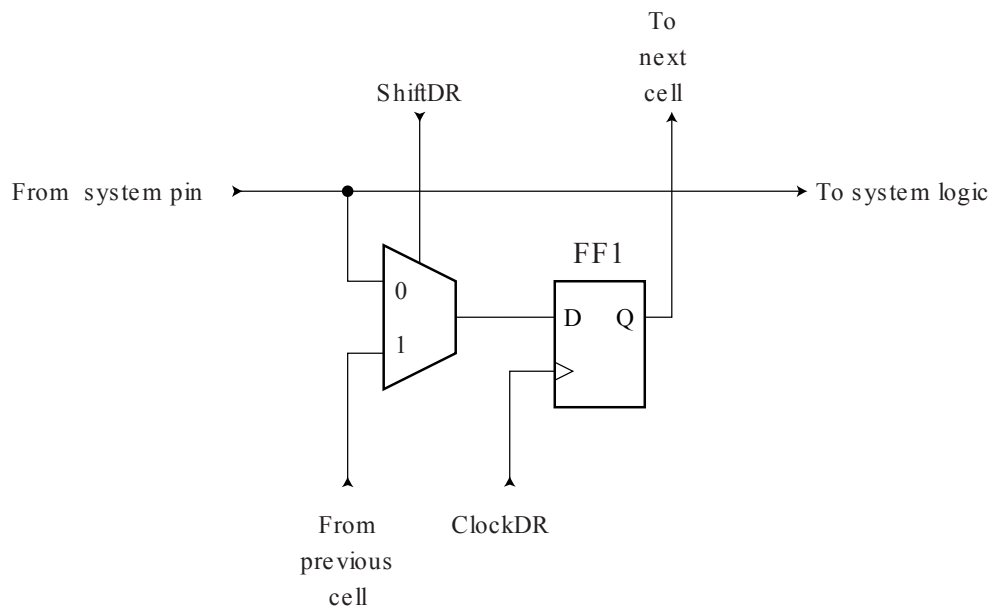 To
next
cell
ShiftDR
From system pin
To system logic
FF1
0
D Q
1
From
previous
cell
ClockDR